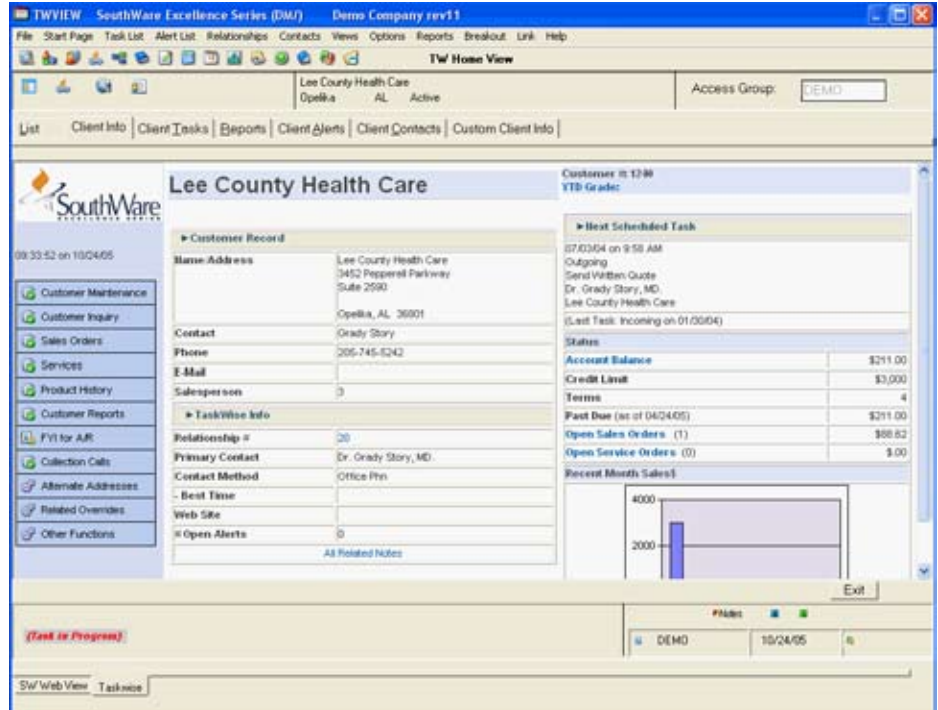 TWVIEW SouthWare Excellence Series (DMJ) Demo Company rev11
File Start Page Task List Alert List Relationships Contacts Views Options Reports Breakout Link Help
TW Home View
Lee County Health Care
Opelika AL Active
Access Group: DEMO
List Client Info Client Tasks Reports Client Alerts Client Contacts Custom Client Info
SouthWare
EXCELLENCE SERIES
Lee County Health Care
Customer #:
YTD Grade:
09:33:52 on 10/24/05
Customer Maintenance
Customer Inquiry
Sales Orders
Services
Product History
Customer Reports
FYI for A/R
Collection Calls
Alternate Addresses
Related Overrides
Other Functions
Customer Record
Name/Address Lee County Health Care
3452 Pepperell Parkway
Suite 2590
Opelika, AL 36801
Contact Grady Story
Phone 205-745-5242
E-Mail
Salesperson 3
TaskWise Info
Relationship # 20
Primary Contact Dr. Grady Story, MD.
Contact Method Office Phn
- Best Time
Web Site
# Open Alerts 0
All Related Notes
Next Scheduled Task
07/03/04 on 9:58 AM
Outgoing
Send Written Quote
Dr. Grady Story, MD.
Lee County Health Care
(Last Task: Incoming on 01/30/04)
Status
Account Balance $211.00
Credit Limit $3,000
Terms 4
Past Due (as of 04/24/05) $211.00
Open Sales Orders (1) $88.62
Open Service Orders (0) $.00
Recent Month Sales$
4000
2000
Exit
(Task in Progress)
Notes
DEMO 10/24/05
SW Web View Taskwise